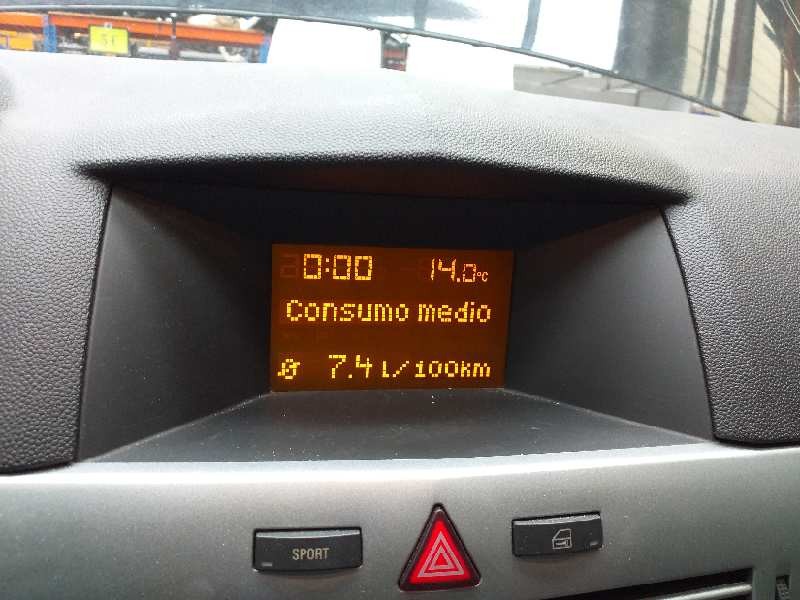 51
0:00 14.0°C
Consumo medio
Ø 7.4 l/100km
SPORT